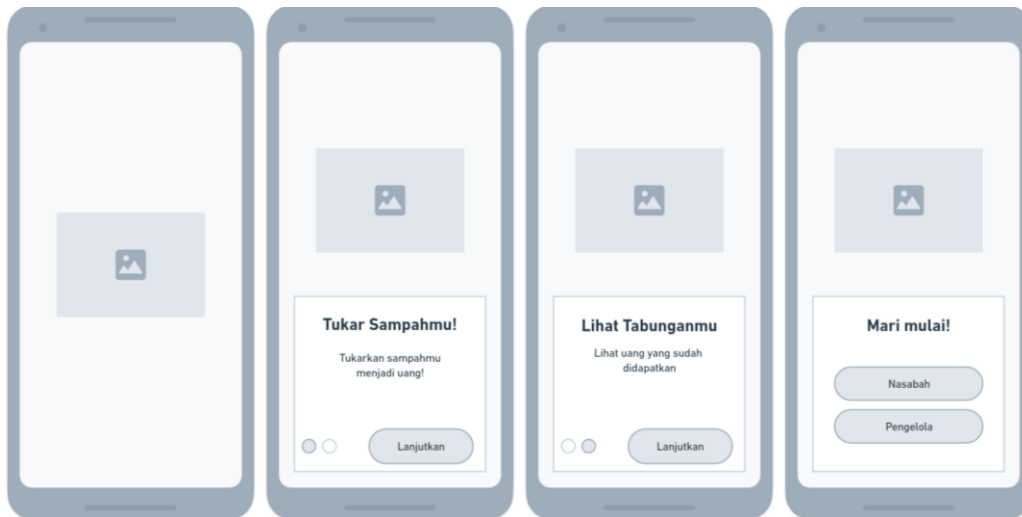 Tukar Sampahmu!
Tukarkan sampahmu
menjadi uang!
Lanjutkan
Lihat Tabunganmu
Lihat uang yang sudah
didapatkan
Lanjutkan
Mari mulai!
Nasabah
Pengelola